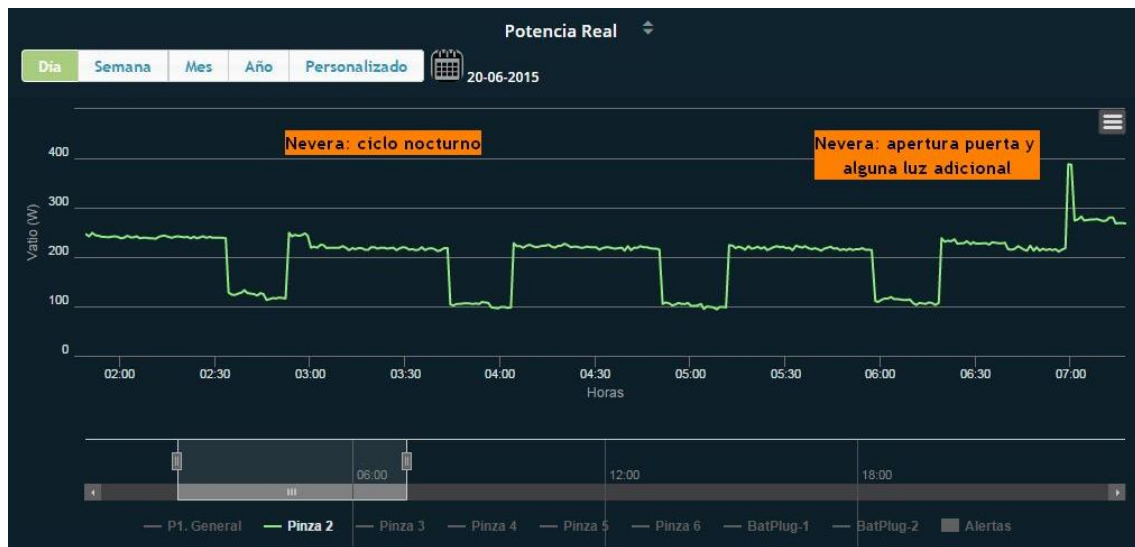 Potencia Real
Día Semana Mes Año Personalizado 20-06-2015
Nevera: ciclo nocturno
Nevera: apertura puerta y
alguna luz adicional
400
300
200
100
0
Vatio (W)
02:00 02:30 03:00 03:30 04:00 04:30 05:00 05:30 06:00 06:30 07:00
Horas
06:00 12:00 18:00
P1. General Pinza 2 Pinza 3 Pinza 4 Pinza 5 Pinza 6 BatPlug-1 BatPlug-2 Alertas